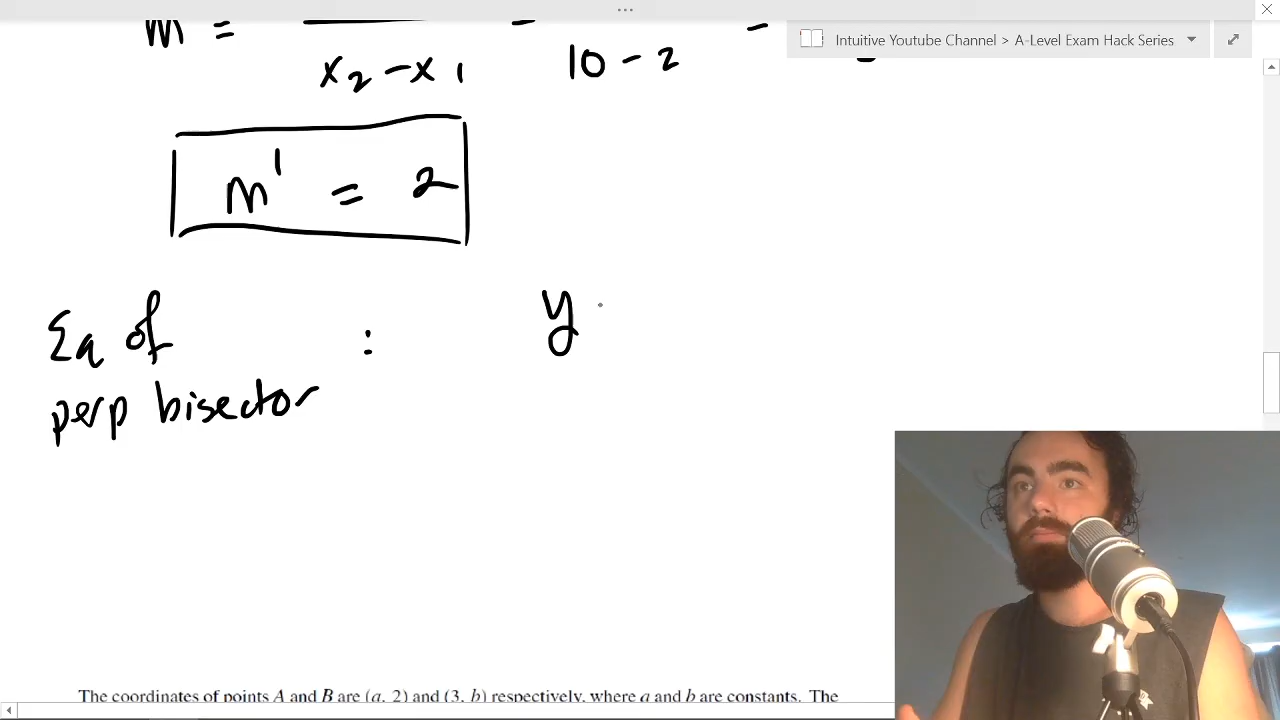 ...
Intuitive Youtube Channel > A-Level Exam Hack Series
m = — = — =
x₂ - x₁ 10 - 2
m' = 2
Eq of : y
perp bisector
The coordinates of points A and B are (a, 2) and (3, b) respectively, where a and b are constants. The